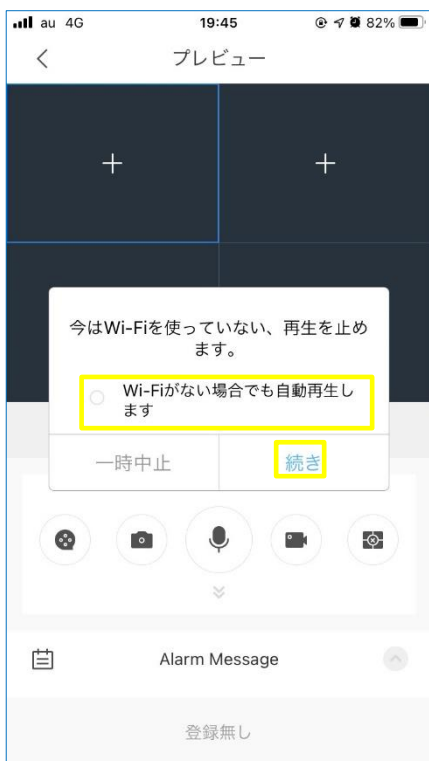 au 4G 19:45 82%
プレビュー
今はWi-Fiを使っていない、再生を止め
ます。
Wi-Fiがない場合でも自動再生し
ます
一時中止 続き
Alarm Message
登録無し